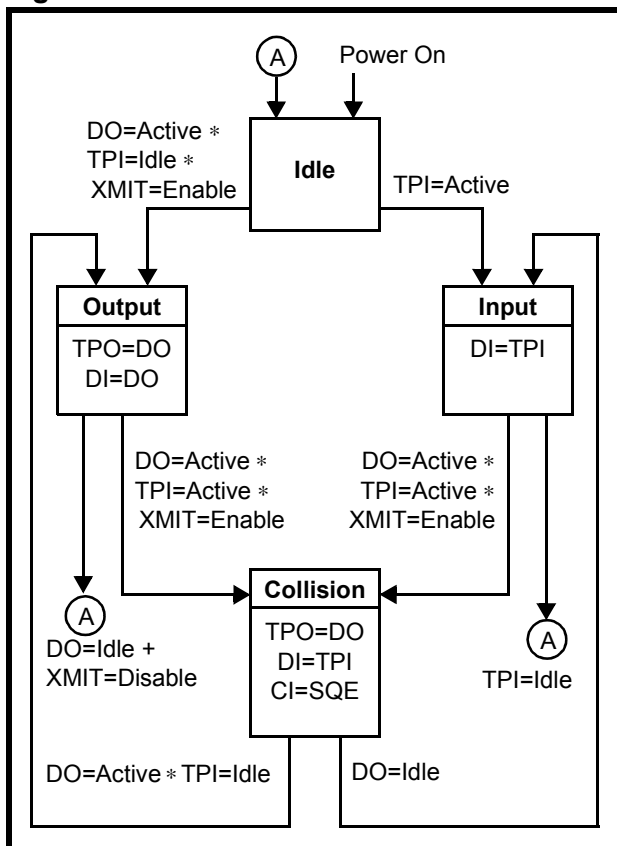 A
Power On
DO=Active *
TPI=Idle *
XMIT=Enable
Idle
TPI=Active
Output
TPO=DO
DI=DO
Input
DI=TPI
DO=Active *
TPI=Active *
XMIT=Enable
DO=Active *
TPI=Active *
XMIT=Enable
A
DO=Idle +
XMIT=Disable
Collision
TPO=DO
DI=TPI
CI=SQE
A
TPI=Idle
DO=Active * TPI=Idle
DO=Idle